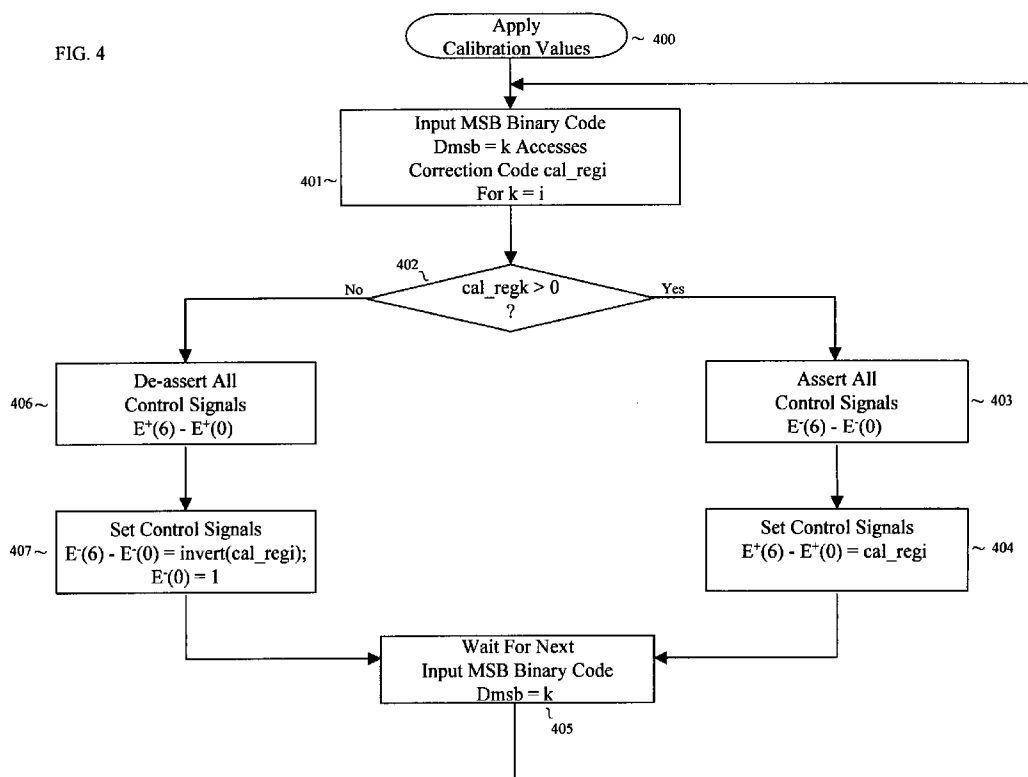 FIG. 4
Apply
Calibration Values
400
Input MSB Binary Code
Dmsb = k Accesses
Correction Code cal_regi
For k = i
401
402
cal_regk > 0
?
No
Yes
De-assert All
Control Signals
E⁺(6) - E⁺(0)
406
Assert All
Control Signals
E⁻(6) - E⁻(0)
403
Set Control Signals
E⁻(6) - E⁻(0) = invert(cal_regi);
E⁻(0) = 1
407
Set Control Signals
E⁺(6) - E⁺(0) = cal_regi
404
Wait For Next
Input MSB Binary Code
Dmsb = k
405